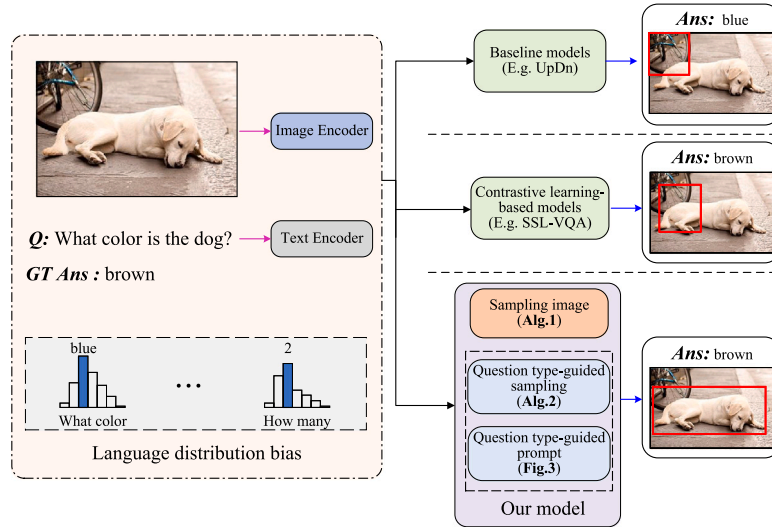 Image Encoder
Q: What color is the dog?
Text Encoder
GT Ans : brown
blue
2
...
What color
How many
Language distribution bias
Baseline models
(E.g. UpDn)
Ans: blue
Contrastive learning-
based models
(E.g. SSL-VQA)
Ans: brown
Sampling image
(Alg.1)
Question type-guided
sampling
(Alg.2)
Question type-guided
prompt
(Fig.3)
Our model
Ans: brown